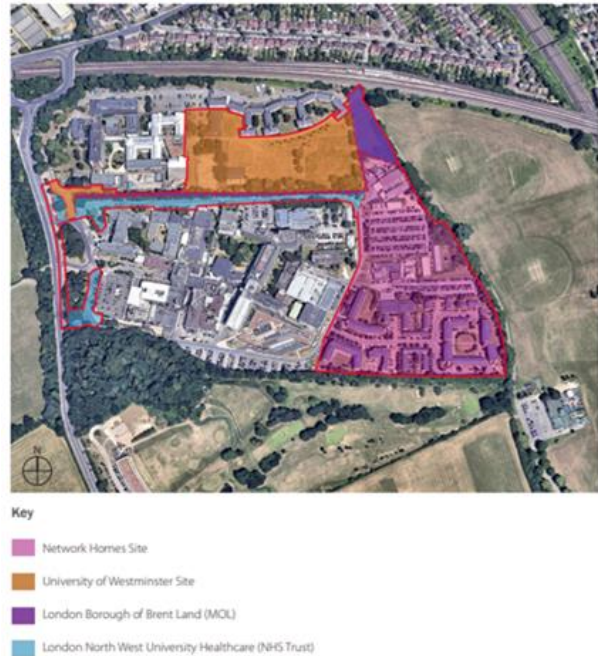 N
Key
Network Homes Site
University of Westminster Site
London Borough of Brent Land (MOL)
London North West University Healthcare (NHS Trust)